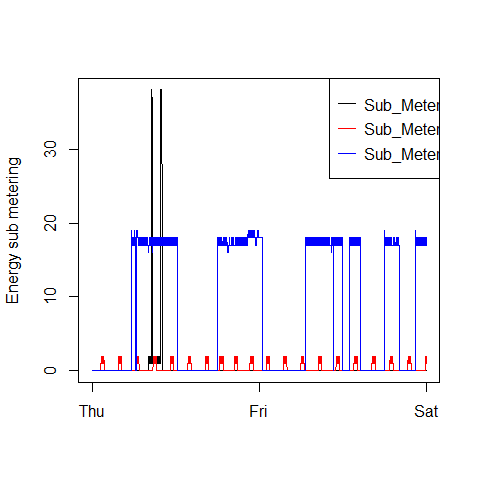 Energy sub metering
30
20
10
0
Thu
Fri
Sat
Sub_Meter
Sub_Meter
Sub_Meter